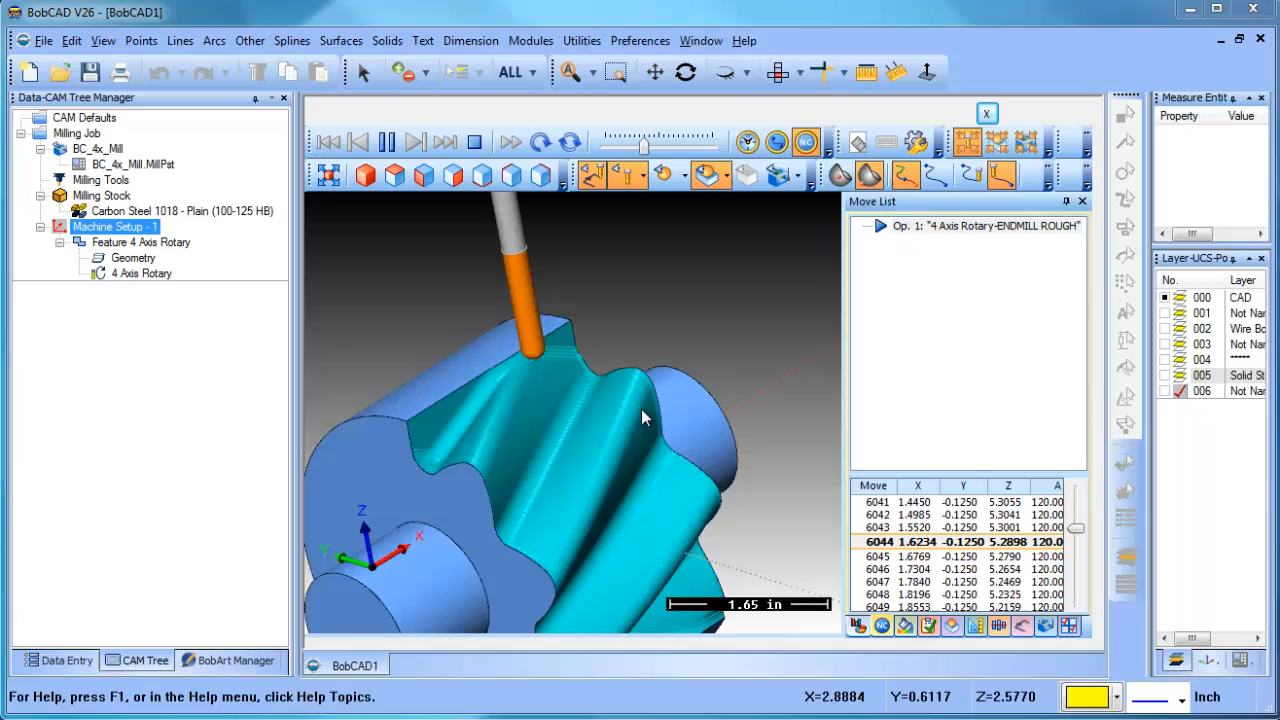 BobCAD V26 - [BobCAD1]
File Edit View Points Lines Arcs Other Splines Surfaces Solids Text Dimension Modules Utilities Preferences Window Help
ALL
Data-CAM Tree Manager
CAM Defaults
Milling Job
BC_4x_Mill
BC_4x_Mill.MillPst
Milling Tools
Milling Stock
Carbon Steel 1018 - Plain (100-125 HB)
Machine Setup - 1
Feature 4 Axis Rotary
Geometry
4 Axis Rotary
Data Entry CAM Tree BobArt Manager
X
NC
Z
Y X
1.65 in
BobCAD1
Move List
Op. 1: "4 Axis Rotary-ENDMILL ROUGH"
Move X Y Z A
6041 1.4450 -0.1250 5.3055 120.00
6042 1.4985 -0.1250 5.3041 120.00
6043 1.5520 -0.1250 5.3001 120.00
6044 1.6234 -0.1250 5.2898 120.0
6045 1.6769 -0.1250 5.2790 120.00
6046 1.7304 -0.1250 5.2654 120.00
6047 1.7840 -0.1250 5.2469 120.00
6048 1.8196 -0.1250 5.2325 120.00
6049 1.8553 -0.1250 5.2159 120.00
NC
Measure Entit
Property Value
Layer-UCS-Po
No. Layer
000 CAD
001 Not Nar
002 Wire Bo
003 Not Nar
004 *****
005 Solid St
006 Not Nar
For Help, press F1, or in the Help menu, click Help Topics.
X=2.8884 Y=0.6117 Z=2.5770 Inch